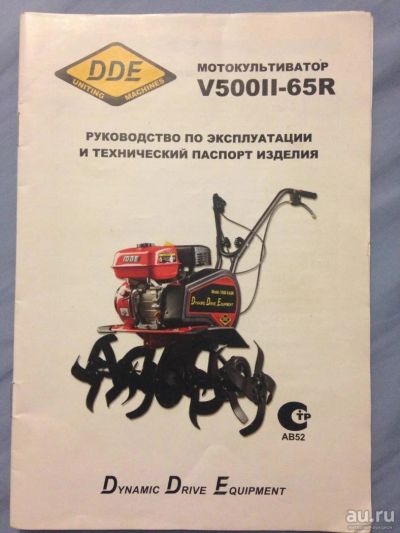 DDE
UNITING MACHINES
МОТОКУЛЬТИВАТОР
V500II-65R
РУКОВОДСТВО ПО ЭКСПЛУАТАЦИИ
И ТЕХНИЧЕСКИЙ ПАСПОРТ ИЗДЕЛИЯ
DDE
DYNAMIC DRIVE EQUIPMENT
ТР
АВ52
DYNAMIC DRIVE EQUIPMENT
au.ru